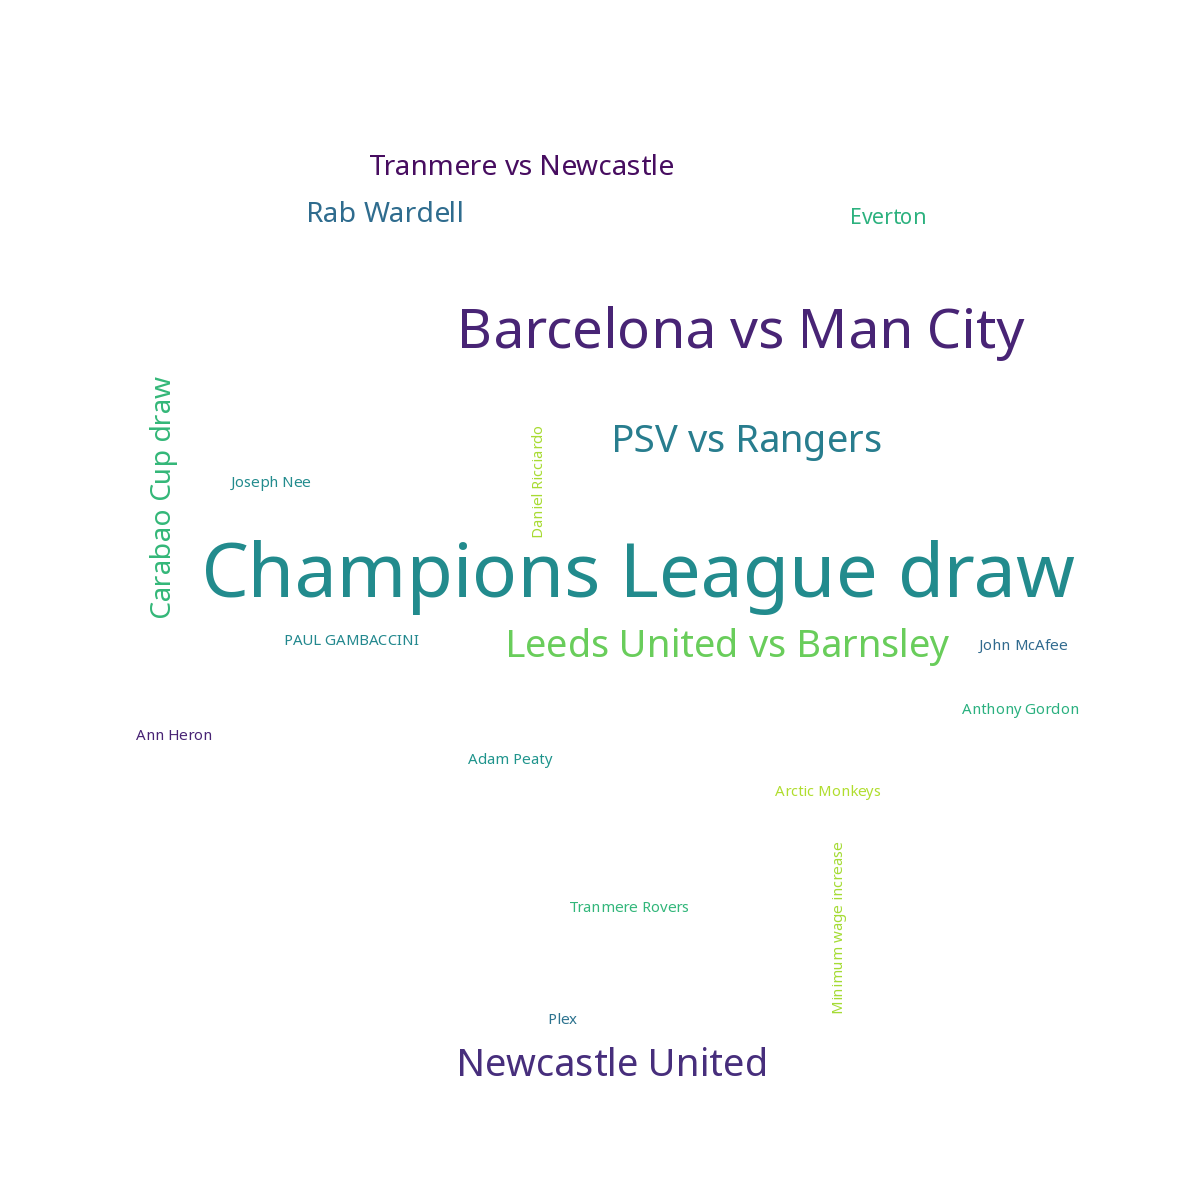 Tranmere vs Newcastle
Rab Wardell
Everton
Barcelona vs Man City
Carabao Cup draw
PSV vs Rangers
Daniel Ricciardo
Joseph Nee
Champions League draw
PAUL GAMBACCINI
Leeds United vs Barnsley
John McAfee
Anthony Gordon
Ann Heron
Adam Peaty
Arctic Monkeys
Minimum wage increase
Tranmere Rovers
Plex
Newcastle United